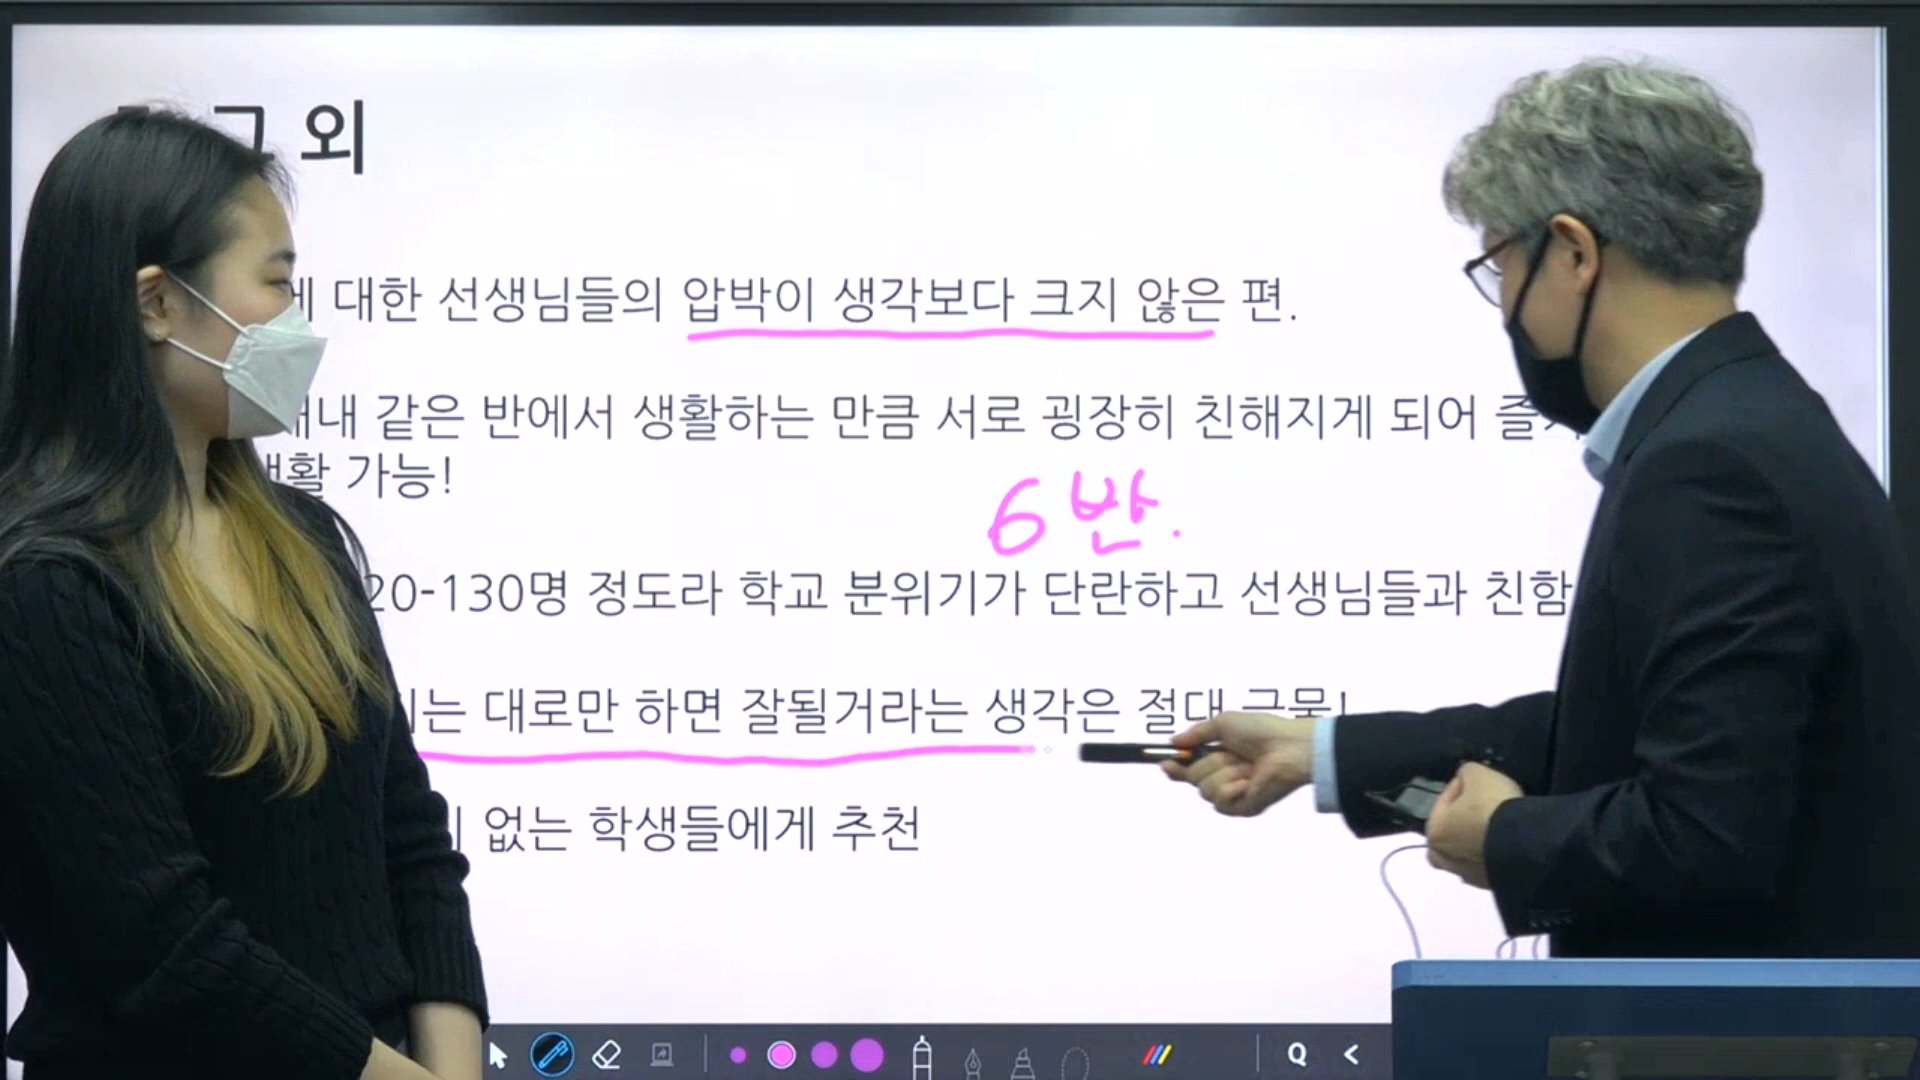 그 외
에 대한 선생님들의 압박이 생각보다 크지 않은 편.
내내 같은 반에서 생활하는 만큼 서로 굉장히 친해지게 되어
생활 가능!
6반.
20-130명 정도라 학교 분위기가 단란하고 선생님들과 친함
는 대로만 하면 잘될거라는 생각은 절대 금물!
없는 학생들에게 추천
Q